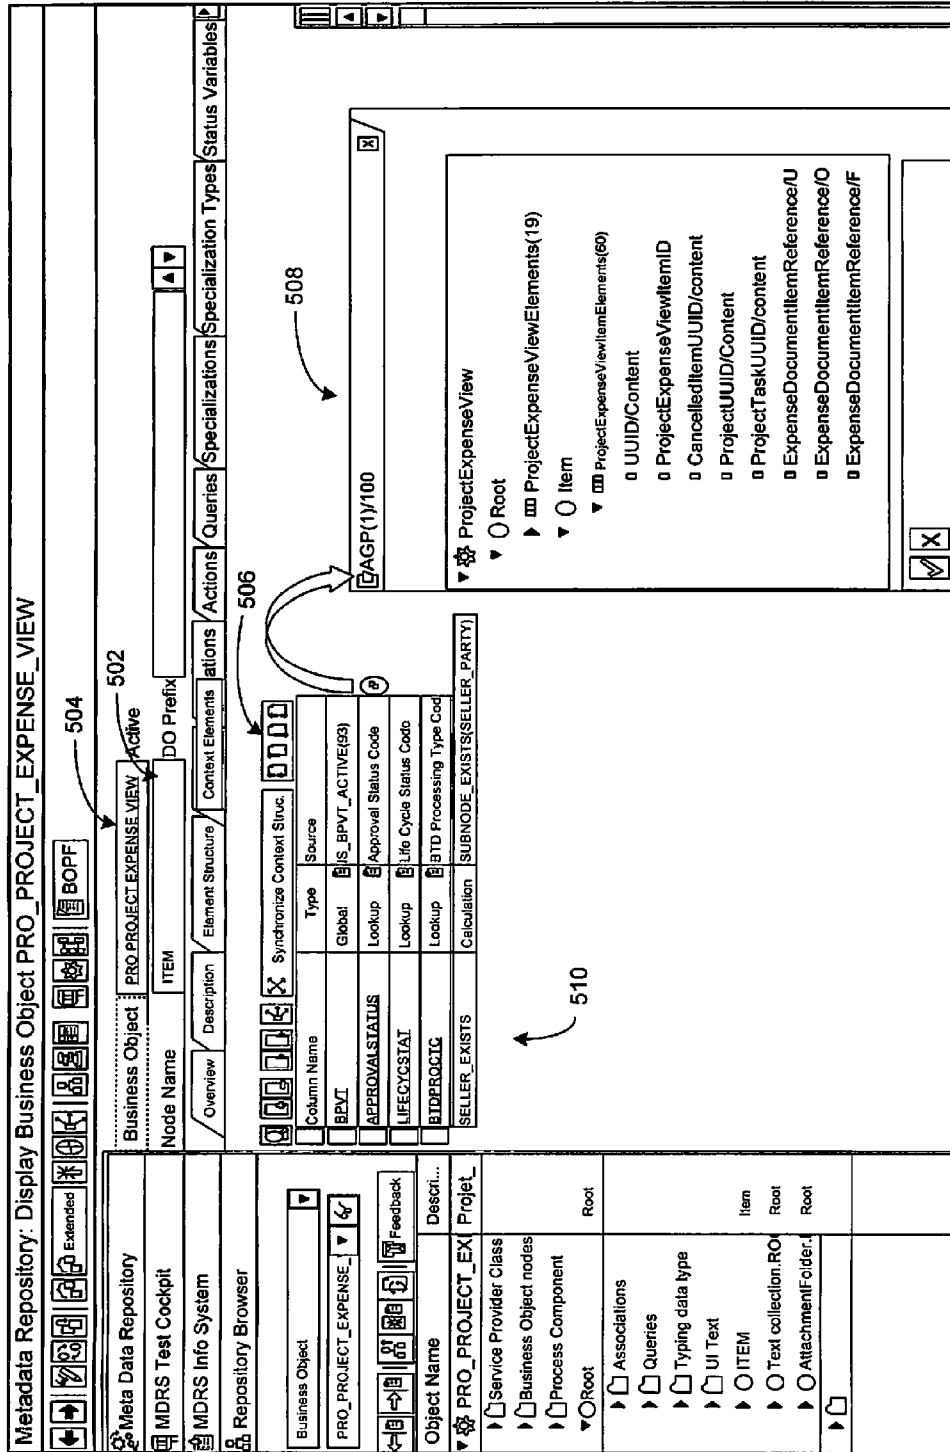 Metadata Repository: Display Business Object PRO_PROJECT_EXPENSE_VIEW
Extended
BOPF
504
502
Meta Data Repository
MDRS Test Cockpit
MDRS Info System
Repository Browser
Business Object
PRO_PROJECT_EXPENSE_
Feedback
Object Name Descri...
PRO_PROJECT_EXI Projet_
Service Provider Class
Business Object nodes
Process Component
Root Root
Associations
Queries
Typing data type
UI Text
ITEM Item
Text collection.RO Root
AttachmentFolder. Root
Business Object PRO PROJECT EXPENSE VIEW Active
Node Name ITEM DO Prefix
Overview Description Element Structure Context Elements ations Actions Queries Specializations Specialization Types Status Variables
506
Synchronize Context Struc.
Column Name Type Source
BPVT Global IS_BPVT_ACTIVE(93)
APPROVALSTATUS Lookup Approval Status Code
LIFECYCSTAT Lookup Life Cycle Status Codo
BTDPROCTC Lookup BTD Processing Type Cod
SELLER_EXISTS Calculation SUBNODE_EXISTS(SELLER_PARTY)
510
508
AGP(1)/100
X
ProjectExpenseView
Root
ProjectExpenseViewElements(19)
Item
ProjectExpenseViewItemElements(60)
UUID/Content
ProjectExpenseViewItemID
CancelledItemUUID/content
ProjectUUID/Content
ProjectTaskUUID/content
ExpenseDocumentItemReference/U
ExpenseDocumentItemReference/O
ExpenseDocumentItemReference/F
X